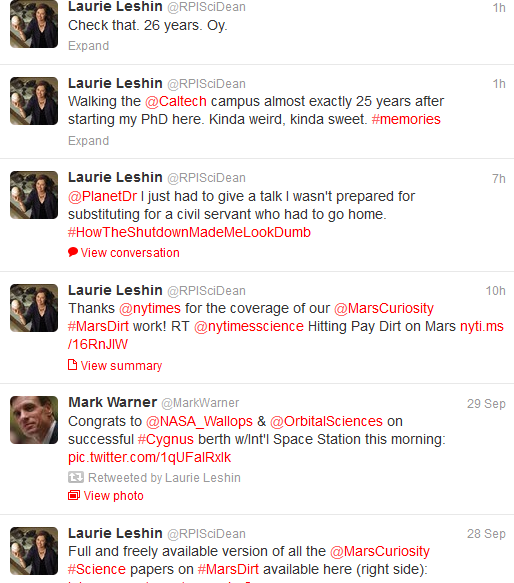 Laurie Leshin @RPISciDean 1h
Check that. 26 years. Oy.
Expand
Laurie Leshin @RPISciDean 1h
Walking the @Caltech campus almost exactly 25 years after
starting my PhD here. Kinda weird, kinda sweet. #memories
Expand
Laurie Leshin @RPISciDean 7h
@PlanetDr I just had to give a talk I wasn't prepared for
substituting for a civil servant who had to go home.
#HowTheShutdownMadeMeLookDumb
View conversation
Laurie Leshin @RPISciDean 10h
Thanks @nytimes for the coverage of our @MarsCuriosity
#MarsDirt work! RT @nytimesscience Hitting Pay Dirt on Mars nyti.ms
/16RnJIW
View summary
Mark Warner @MarkWarner 29 Sep
Congrats to @NASA_Wallops & @OrbitalSciences on
successful #Cygnus berth w/Int'l Space Station this morning:
pic.twitter.com/1qUFalRxlk
Retweeted by Laurie Leshin
View photo
Laurie Leshin @RPISciDean 28 Sep
Full and freely available version of all the @MarsCuriosity
#Science papers on #MarsDirt available here (right side):